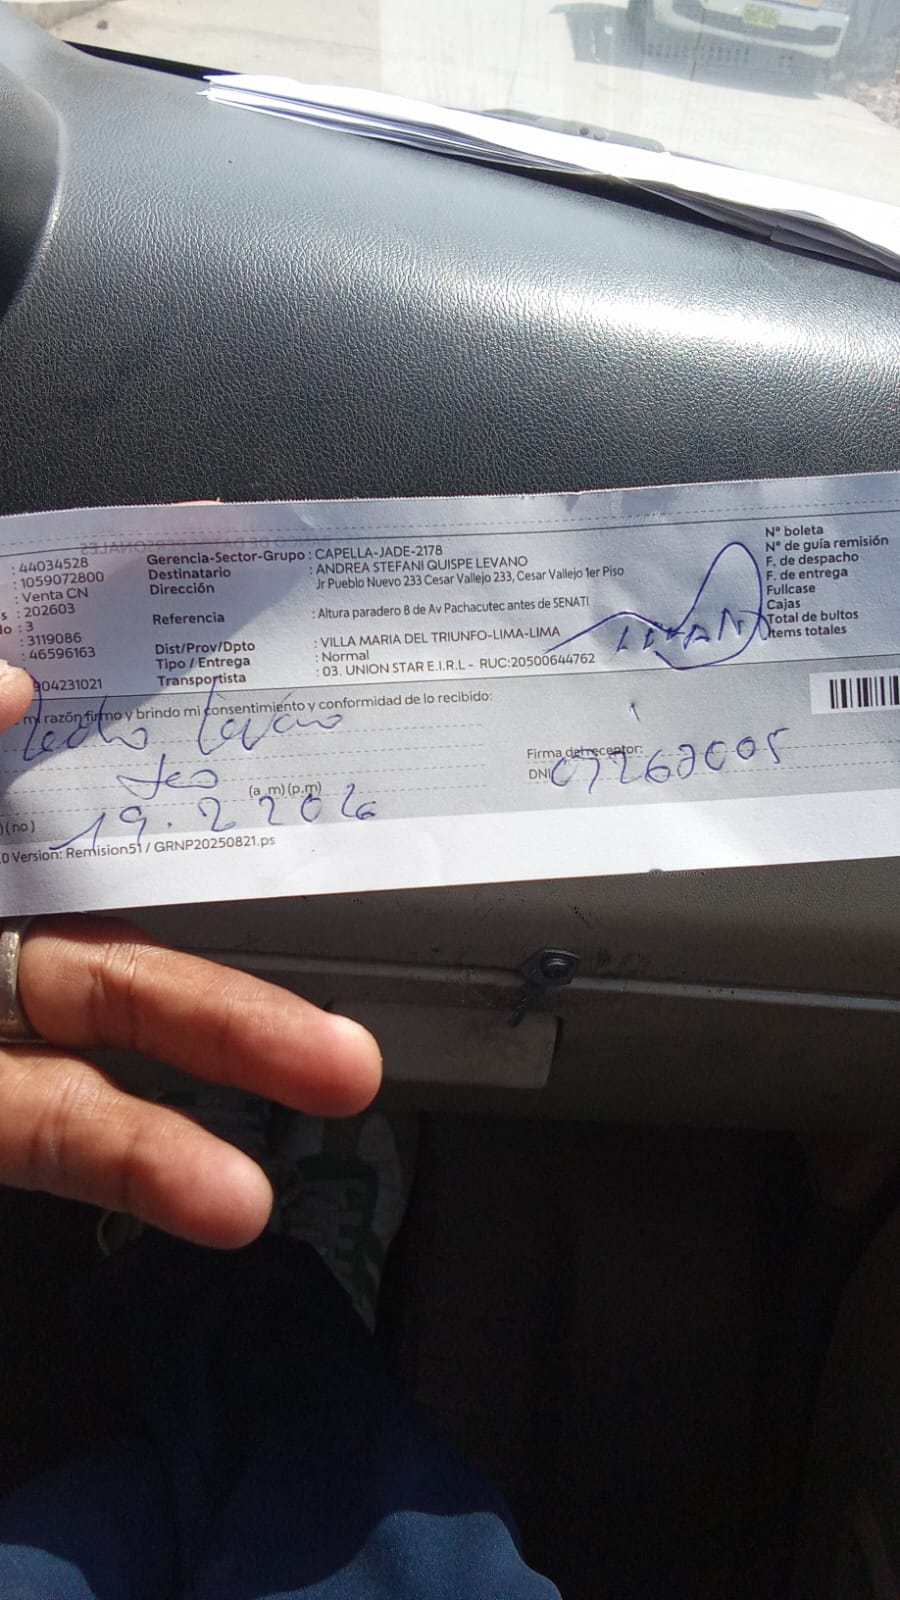 : 44034528
: 1059072800
: Venta CN
s : 202603
lo : 3
: 3119086
: 46596163
904231021
Gerencia-Sector-Grupo : CAPELLA-JADE-2178
Destinatario : ANDREA STEFANI QUISPE LEVANO
Dirección Jr Pueblo Nuevo 233 Cesar Vallejo 233, Cesar Vallejo 1er Piso
Referencia : Altura paradero 8 de Av Pachacutec antes de SENATI
Dist/Prov/Dpto : VILLA MARIA DEL TRIUNFO-LIMA-LIMA
Tipo / Entrega : Normal
Transportista : 03. UNION STAR E.I.R.L - RUC:20500644762
N° boleta
N° de guía remisión
F. de despacho
F. de entrega
Fullcase
Cajas
Total de bultos
Items totales
mi razón firmo y brindo mi consentimiento y conformidad de lo recibido:
Levano
Firma del receptor:
DNI
(a_m) (p.m)
)(no)
19.2 2026
.0 Version: Remision51 / GRNP20250821.ps